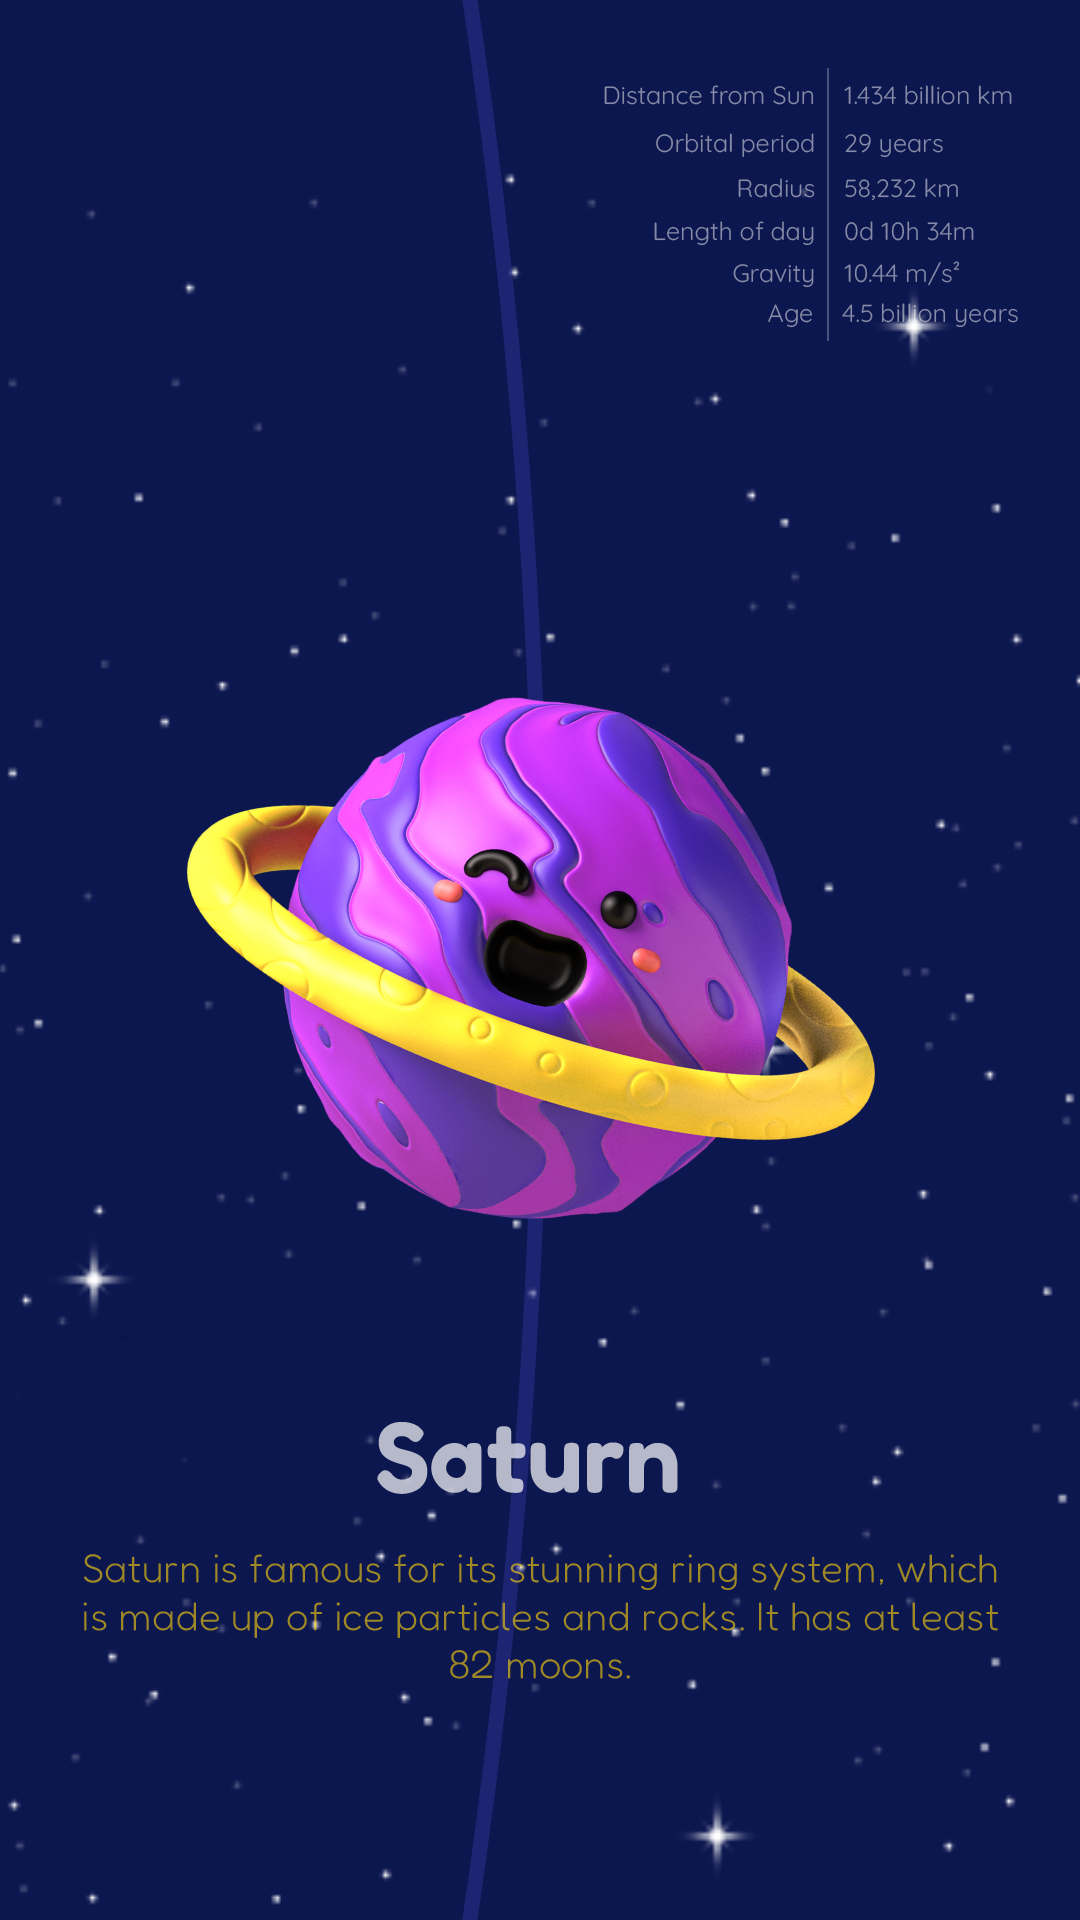 Distance from Sun 1.434 billion km
Orbital period 29 years
Radius 58,232 km
Length of day 0d 10h 34m
Gravity 10.44 m/s²
Age 4.5 billion years
Saturn
Saturn is famous for its stunning ring system, which
is made up of ice particles and rocks. It has at least
82 moons.